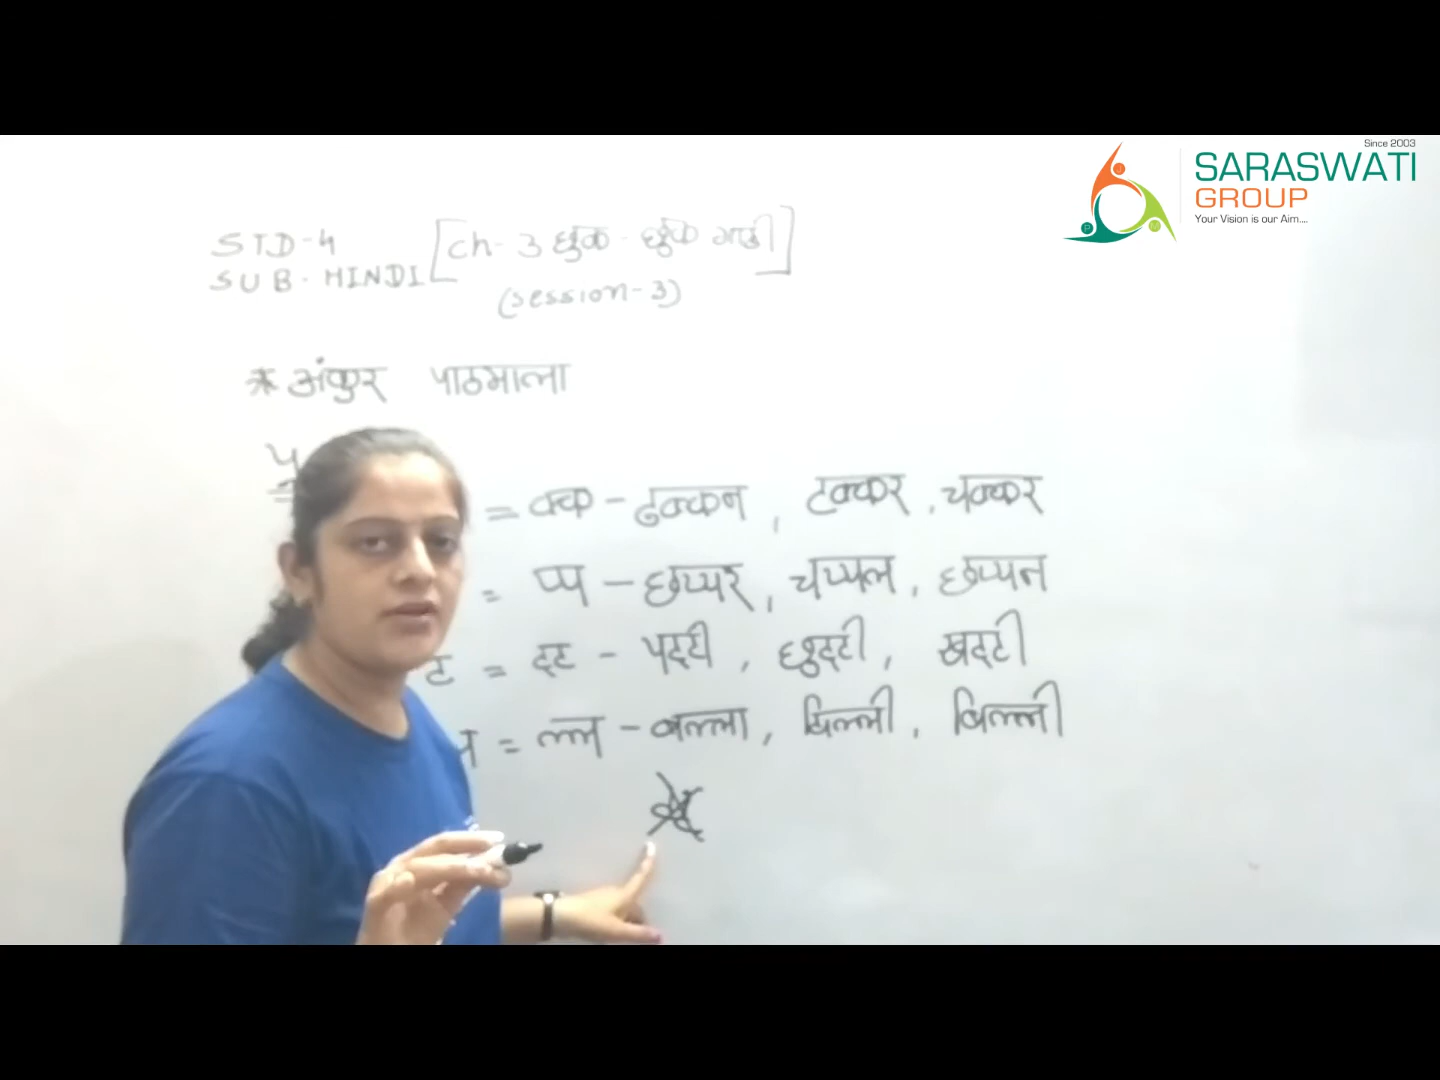 Since 2003
SARASWATI
GROUP
Your Vision is our Aim....
STD-4 [ch-3 छुक-छुक गाड़ी]
SUB-HINDI
(session-3)
* अंकुर पाठमाला
प्र
= क्क - ढक्कन, टक्कर, चक्कर
= प्प - छप्पर, चप्पल, छप्पन
ट = ट्ट - पट्टी, छुट्टी, खट्टी
= ल्ल - बल्ला, दिल्ली, बिल्ली